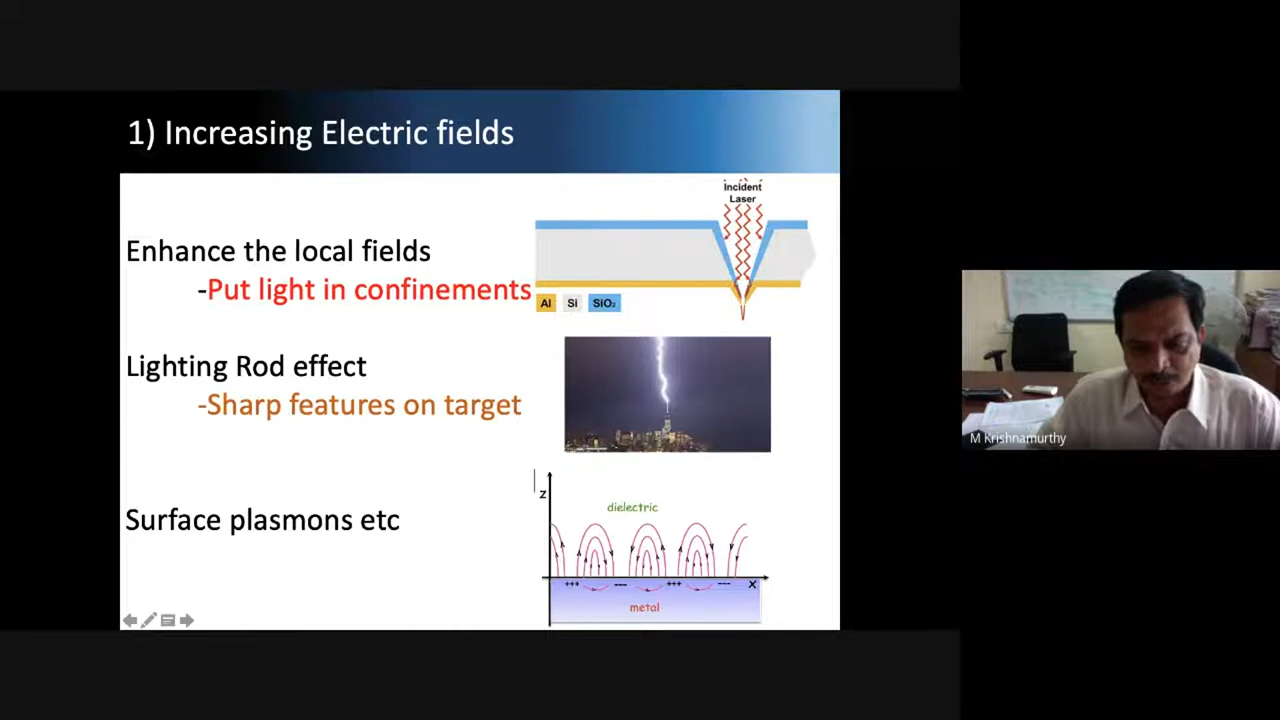 1) Increasing Electric fields
Incident
Laser
Enhance the local fields
-Put light in confinements
Al Si SiO₂
Lighting Rod effect
-Sharp features on target
Z
dielectric
Surface plasmons etc
+++ --- +++ --- X
metal
M Krishnamurthy